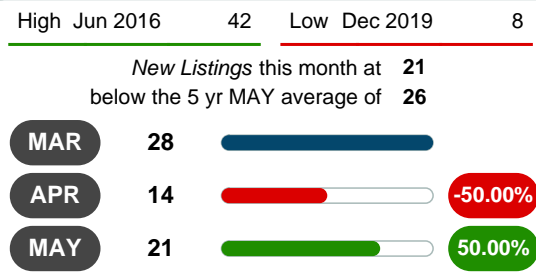 High Jun 2016 42 Low Dec 2019 8
New Listings this month at 21
below the 5 yr MAY average of 26
MAR 28
APR 14 -50.00%
MAY 21 50.00%